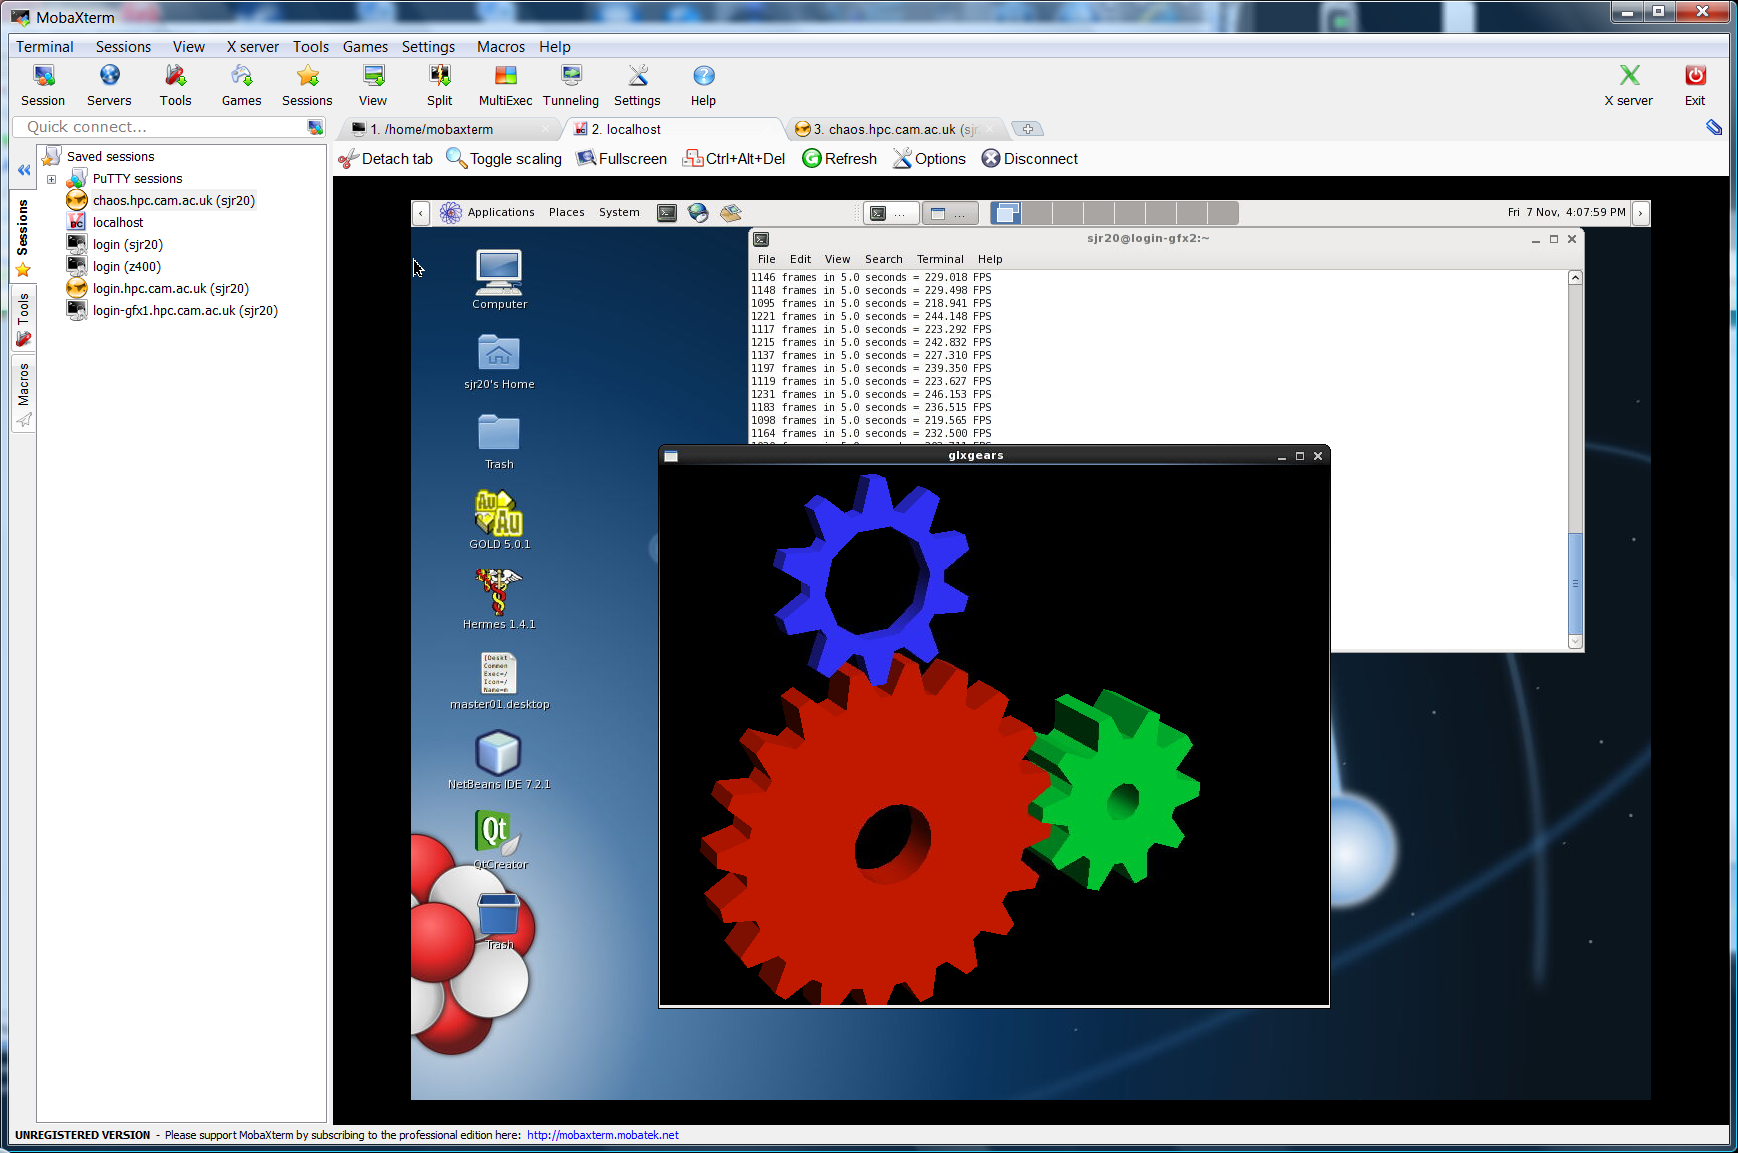 MobaXterm
Terminal Sessions View X server Tools Games Settings Macros Help
Session Servers Tools Games Sessions View Split MultiExec Tunneling Settings Help X server Exit
Quick connect...
1. /home/mobaxterm
2. localhost
3. chaos.hpc.cam.ac.uk (sjr
Detach tab Toggle scaling Fullscreen Ctrl+Alt+Del Refresh Options Disconnect
Sessions
Tools
Macros
Saved sessions
PuTTY sessions
chaos.hpc.cam.ac.uk (sjr20)
localhost
login (sjr20)
login (z400)
login.hpc.cam.ac.uk (sjr20)
login-gfx1.hpc.cam.ac.uk (sjr20)
Applications Places System ... ... Fri 7 Nov, 4:07:59 PM
Computer
sjr20's Home
Trash
Au
Au
GOLD 5.0.1
Hermes 1.4.1
[Deskt
Commen
Exec=/
Icon=/
Name=m
master01.desktop
NetBeans IDE 7.2.1
Qt
QtCreator
Trash
sjr20@login-gfx2:~
File Edit View Search Terminal Help
1146 frames in 5.0 seconds = 229.018 FPS
1148 frames in 5.0 seconds = 229.498 FPS
1095 frames in 5.0 seconds = 218.941 FPS
1221 frames in 5.0 seconds = 244.148 FPS
1117 frames in 5.0 seconds = 223.292 FPS
1215 frames in 5.0 seconds = 242.832 FPS
1137 frames in 5.0 seconds = 227.310 FPS
1197 frames in 5.0 seconds = 239.350 FPS
1119 frames in 5.0 seconds = 223.627 FPS
1231 frames in 5.0 seconds = 246.153 FPS
1183 frames in 5.0 seconds = 236.515 FPS
1098 frames in 5.0 seconds = 219.565 FPS
1164 frames in 5.0 seconds = 232.500 FPS
glxgears
UNREGISTERED VERSION - Please support MobaXterm by subscribing to the professional edition here: http://mobaxterm.mobatek.net